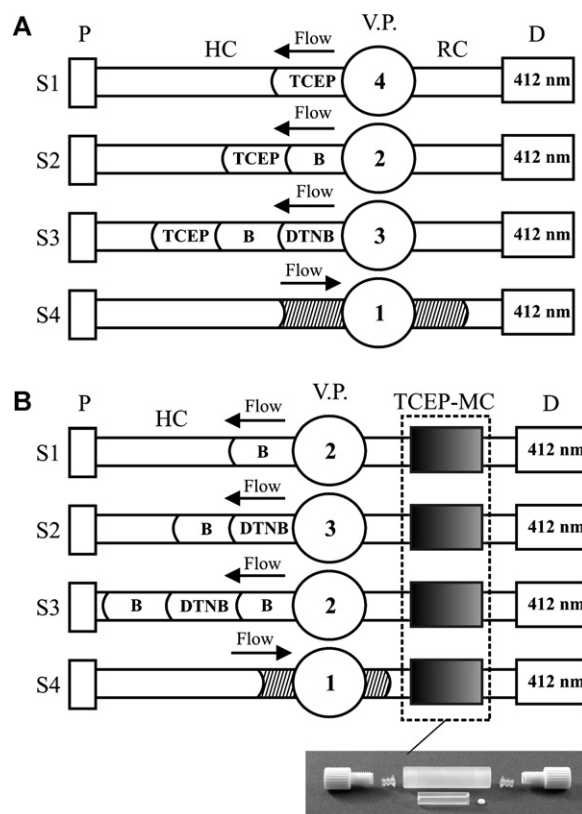 A
P HC V.P. RC D
Flow
S1 TCEP 4 412 nm
Flow
S2 TCEP B 2 412 nm
Flow
S3 TCEP B DTNB 3 412 nm
Flow
S4 1 412 nm
B
P HC V.P. TCEP-MC D
Flow
S1 B 2 412 nm
Flow
S2 B DTNB 3 412 nm
Flow
S3 B DTNB B 2 412 nm
Flow
S4 1 412 nm